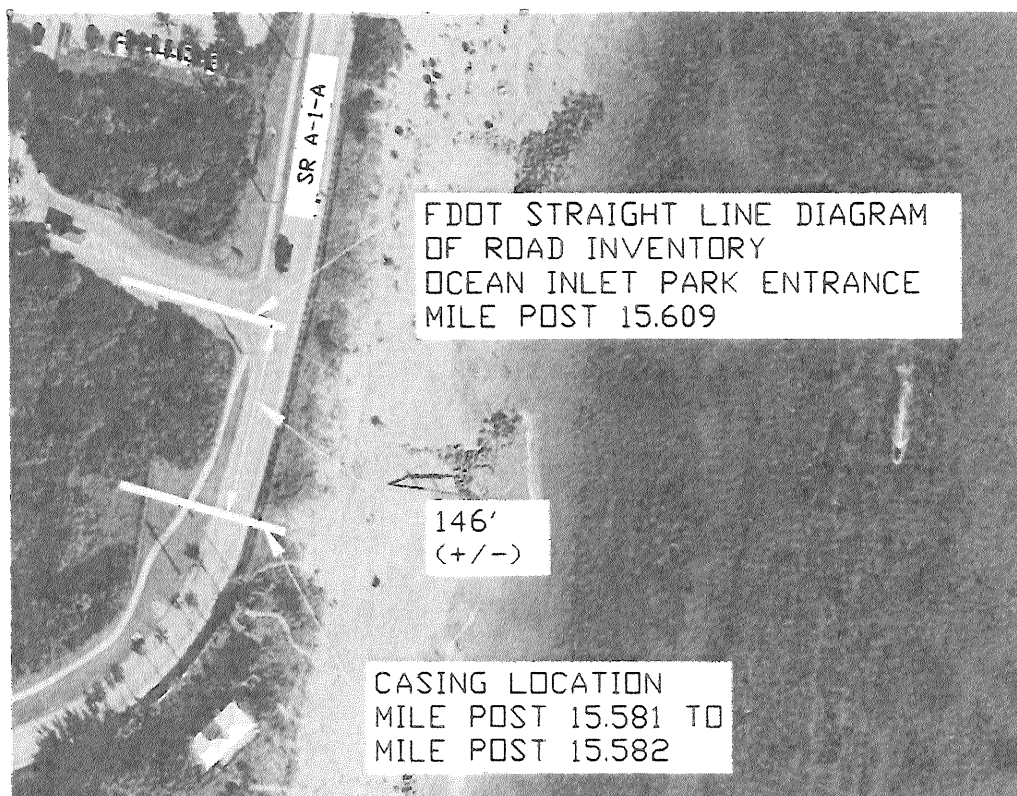 SR A-1-A
FDOT STRAIGHT LINE DIAGRAM
OF ROAD INVENTORY
OCEAN INLET PARK ENTRANCE
MILE POST 15.609
146'
(+/-)
CASING LOCATION
MILE POST 15.581 TO
MILE POST 15.582